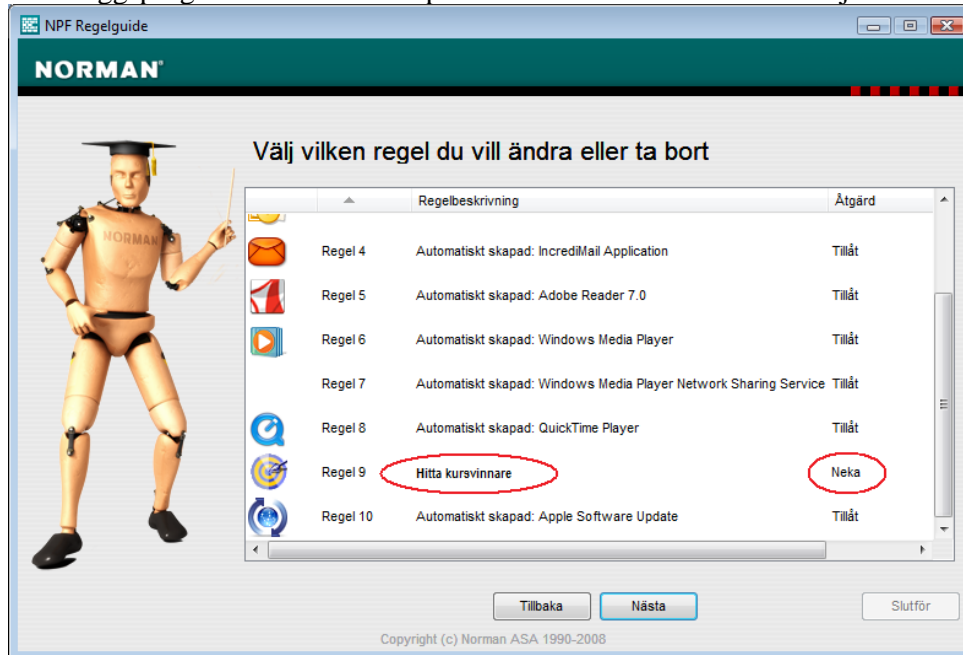 NPF Regelguide
NORMAN®
NORMAN
Välj vilken regel du vill ändra eller ta bort
Regelbeskrivning Åtgärd
Regel 4 Automatiskt skapad: IncrediMail Application Tillåt
Regel 5 Automatiskt skapad: Adobe Reader 7.0 Tillåt
Regel 6 Automatiskt skapad: Windows Media Player Tillåt
Regel 7 Automatiskt skapad: Windows Media Player Network Sharing Service Tillåt
Regel 8 Automatiskt skapad: QuickTime Player Tillåt
Regel 9 Hitta kursvinnare Neka
Regel 10 Automatiskt skapad: Apple Software Update Tillåt
Tillbaka Nästa Slutför
Copyright (c) Norman ASA 1990-2008